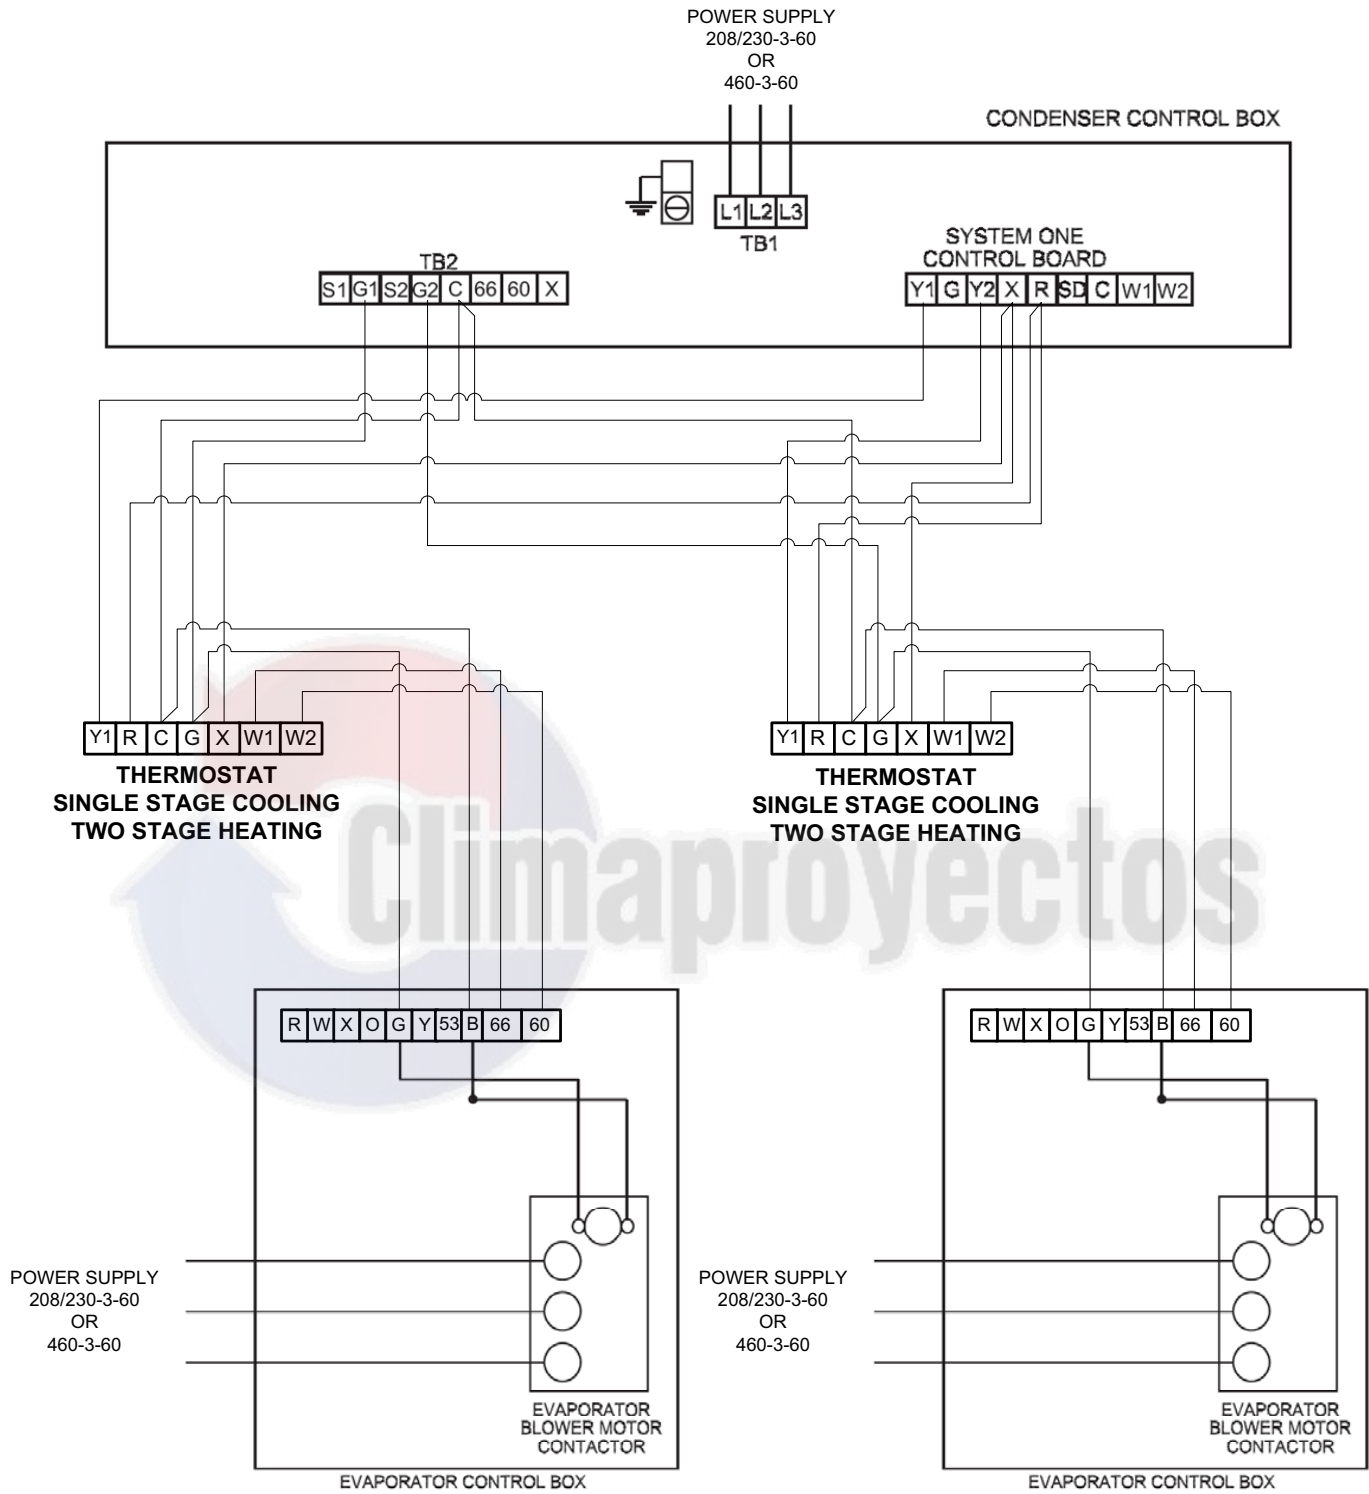 POWER SUPPLY
208/230-3-60
OR
460-3-60
CONDENSER CONTROL BOX
L1 L2 L3
TB1
TB2
S1 G1 S2 G2 C 66 60 X
SYSTEM ONE
CONTROL BOARD
Y1 G Y2 X R SD C W1 W2
Y1 R C G X W1 W2
THERMOSTAT
SINGLE STAGE COOLING
TWO STAGE HEATING
Y1 R C G X W1 W2
THERMOSTAT
SINGLE STAGE COOLING
TWO STAGE HEATING
Climaproyectos
R W X O G Y 53 B 66 60
R W X O G Y 53 B 66 60
POWER SUPPLY
208/230-3-60
OR
460-3-60
EVAPORATOR
BLOWER MOTOR
CONTACTOR
EVAPORATOR CONTROL BOX
POWER SUPPLY
208/230-3-60
OR
460-3-60
EVAPORATOR
BLOWER MOTOR
CONTACTOR
EVAPORATOR CONTROL BOX